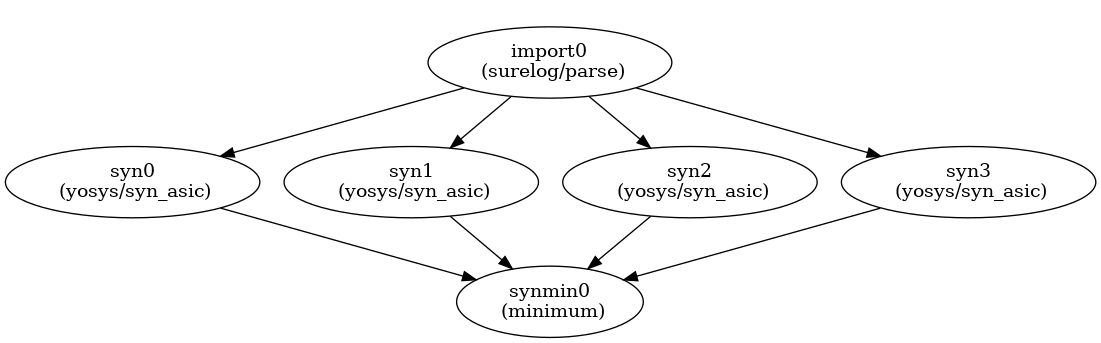 import0
(surelog/parse)
syn0
(yosys/syn_asic)
syn1
(yosys/syn_asic)
syn2
(yosys/syn_asic)
syn3
(yosys/syn_asic)
synmin0
(minimum)